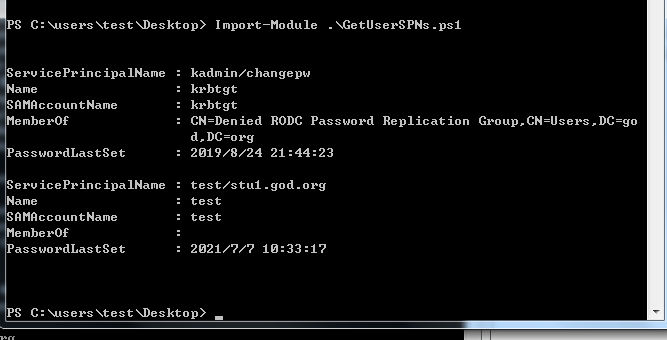 PS C:\users\test\Desktop> Import-Module .\GetUserSPNs.ps1
ServicePrincipalName : kadmin/changepw
Name : krbtgt
SAMAccountName : krbtgt
MemberOf : CN=Denied RODC Password Replication Group,CN=Users,DC=go
d,DC=org
PasswordLastSet : 2019/8/24 21:44:23
ServicePrincipalName : test/stu1.god.org
Name : test
SAMAccountName : test
MemberOf :
PasswordLastSet : 2021/7/7 10:33:17
PS C:\users\test\Desktop> _